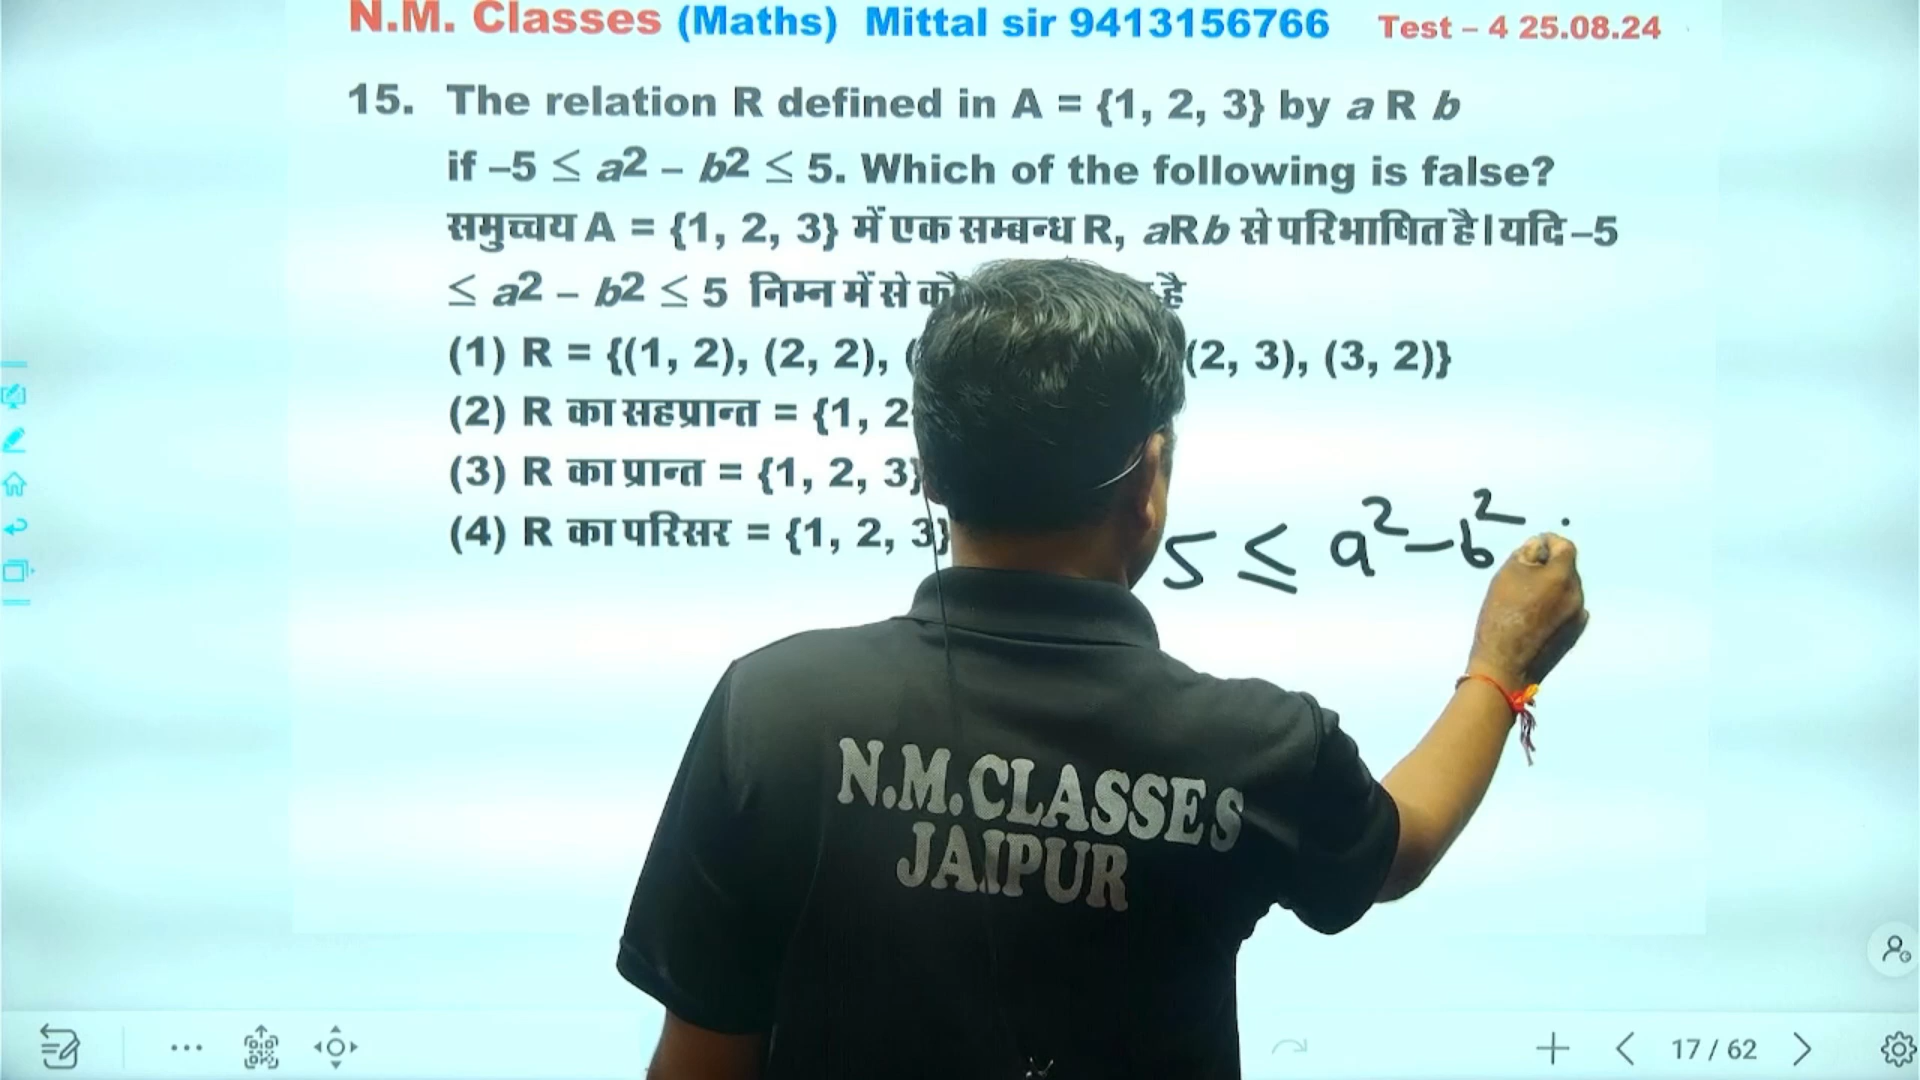 N.M. Classes (Maths) Mittal sir 9413156766 Test – 4 25.08.24
15. The relation R defined in A = {1, 2, 3} by a R b
if –5 ≤ a2 – b2 ≤ 5. Which of the following is false?
समुच्चय A = {1, 2, 3} में एक सम्बन्ध R, aRb से परिभाषित है। यदि –5
≤ a2 – b2 ≤ 5 निम्न में से है
(1) R = {(1, 2), (2, 2), (2, 3), (3, 2)}
(2) R का सहप्रान्त = {1, 2
(3) R का प्रान्त = {1, 2, 3}
(4) R का परिसर = {1, 2, 3}
5 ≤ a² – b²
N.M.CLASSES
JAIPUR
17 / 62